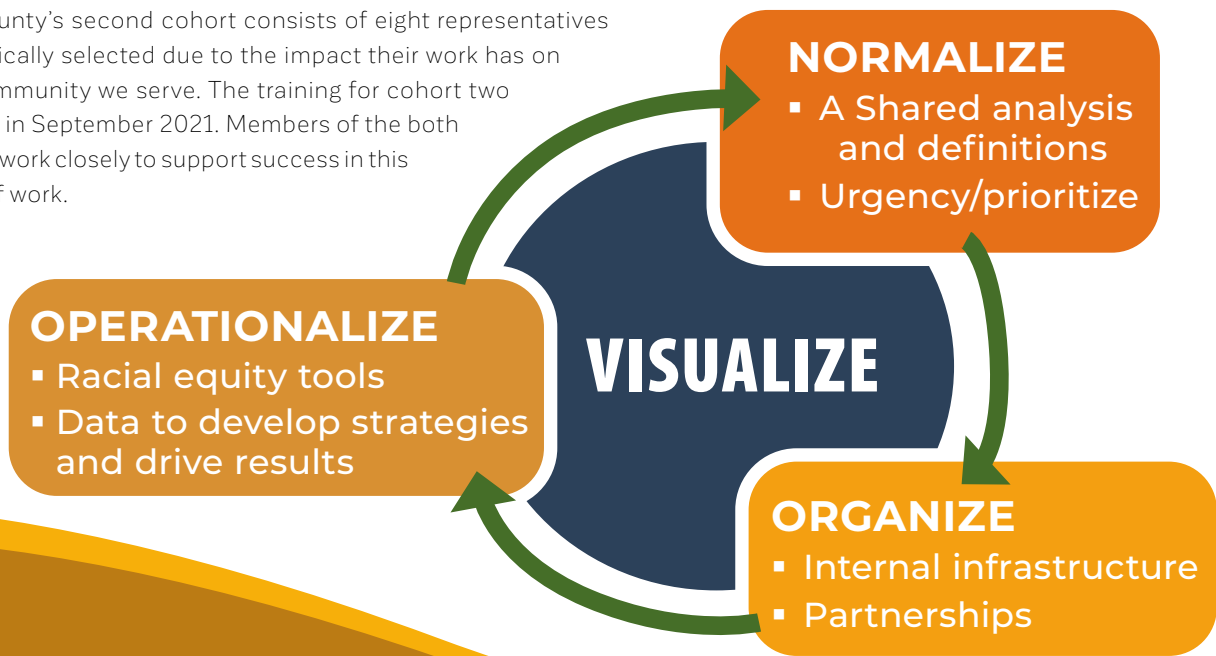 unty's second cohort consists of eight representatives
ically selected due to the impact their work has on
mmunity we serve. The training for cohort two
in September 2021. Members of the both
work closely to support success in this
f work.
NORMALIZE
▪ A Shared analysis
and definitions
▪ Urgency/prioritize
OPERATIONALIZE
▪ Racial equity tools
▪ Data to develop strategies
and drive results
VISUALIZE
ORGANIZE
▪ Internal infrastructure
▪ Partnerships